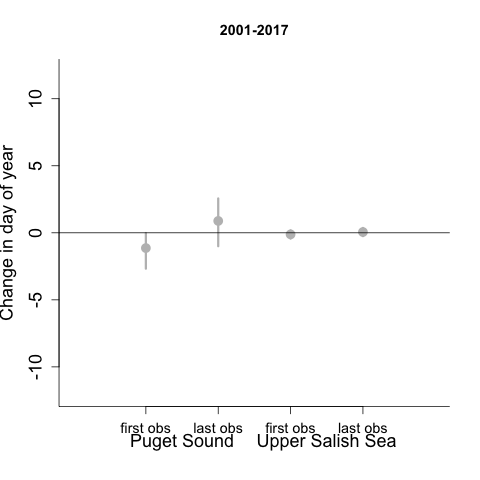 2001-2017
Change in day of year
10
5
0
-5
-10
first obs last obs first obs last obs
Puget Sound Upper Salish Sea